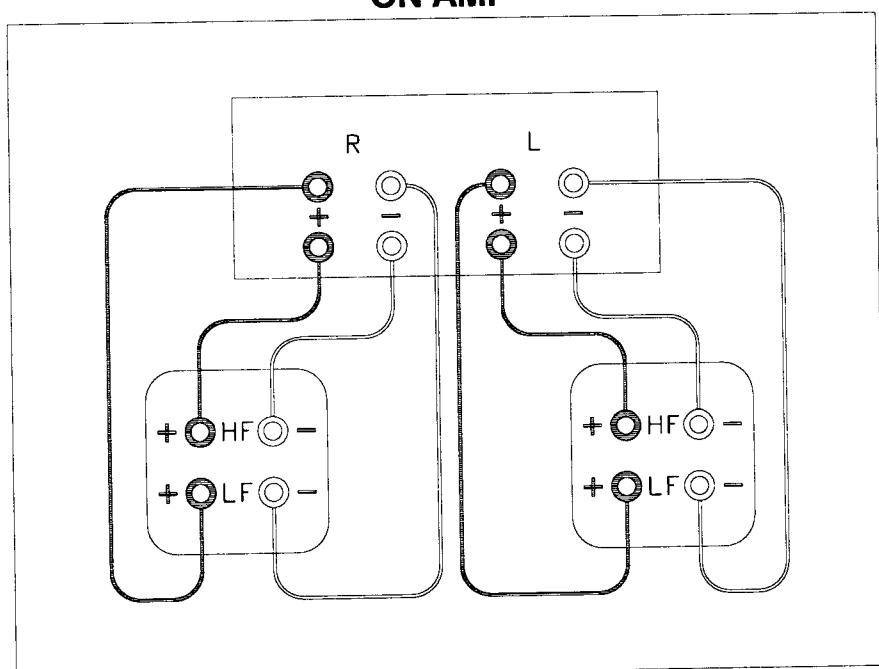 ON AMP
R L
+ - + -
+ HF - + HF -
+ LF - + LF -